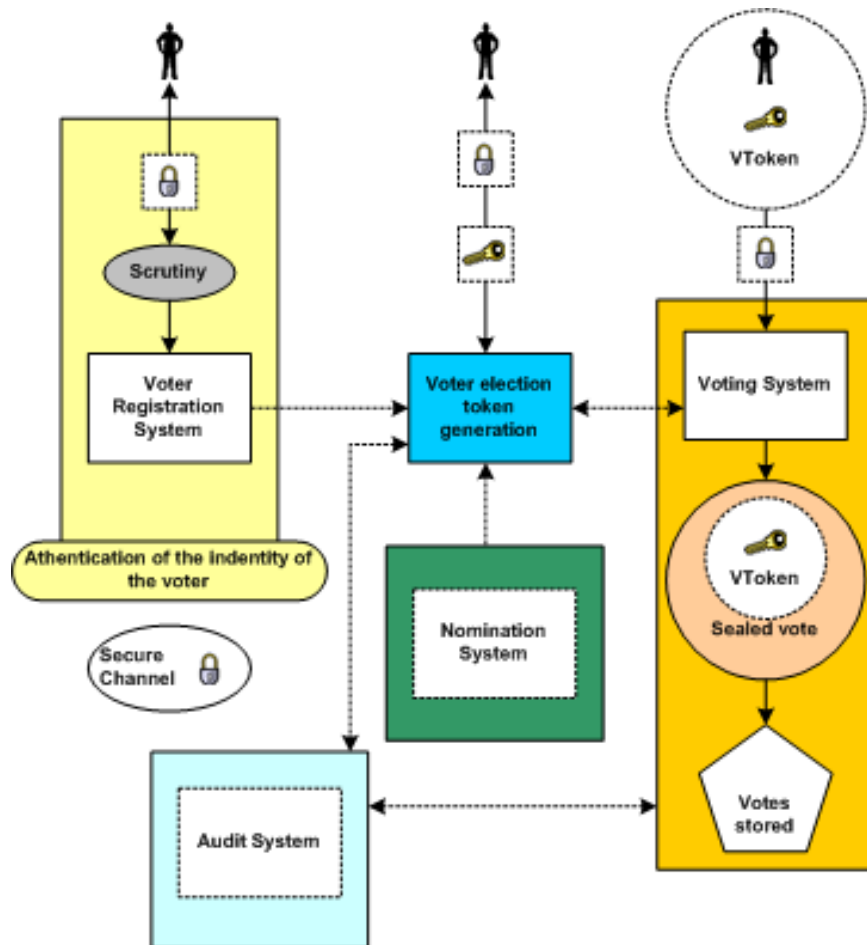 VToken
Scrutiny
Voter
Registration
System
Voter election
token
generation
Voting System
Athentication of the indentity of
the voter
VToken
Sealed vote
Nomination
System
Secure
Channel
Audit System
Votes
stored